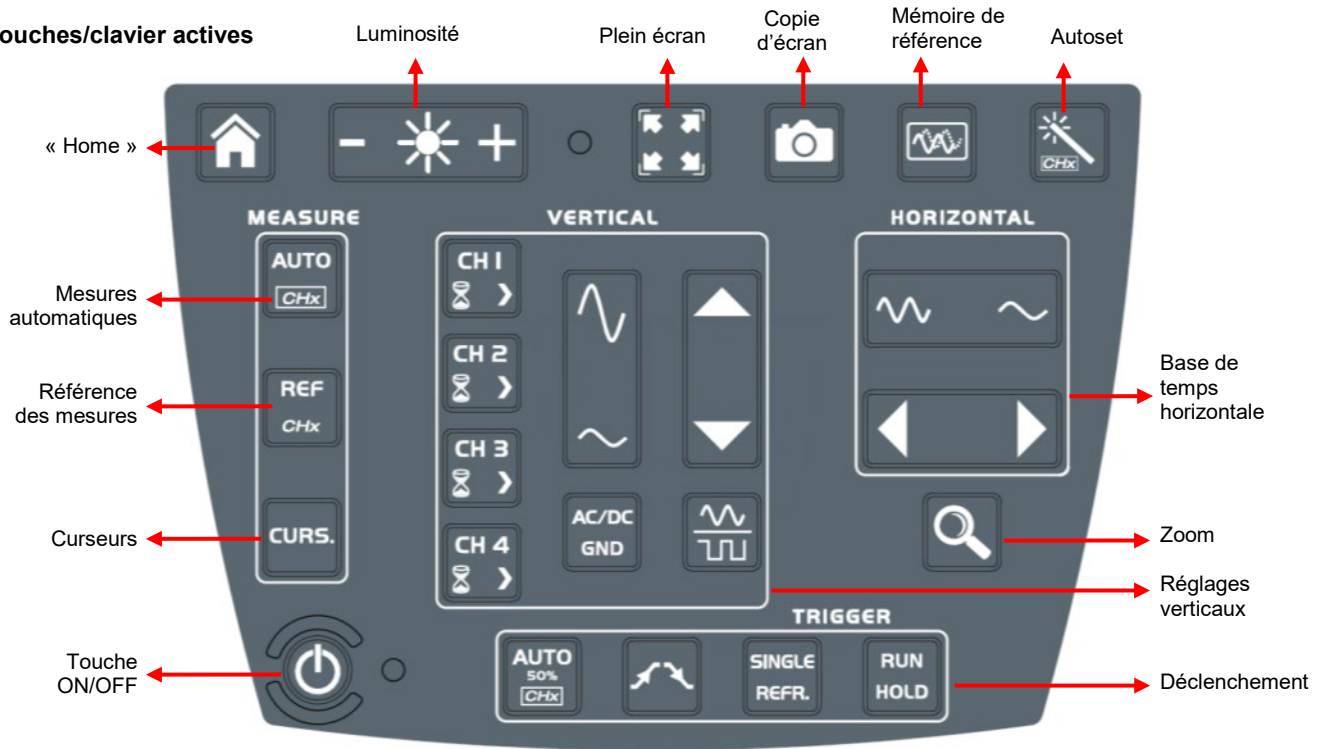 ouches/clavier actives
Luminosité
Plein écran
Copie
d'écran
Mémoire de
référence
Autoset
« Home »
CHx
MEASURE
VERTICAL
HORIZONTAL
AUTO
CHx
Mesures
automatiques
REF
CHx
Référence
des mesures
CURS.
Curseurs
CH 1
CH 2
CH 3
CH 4
AC/DC
GND
Base de
temps
horizontale
Zoom
Réglages
verticaux
TRIGGER
Touche
ON/OFF
AUTO
50%
CHx
SINGLE
REFR.
RUN
HOLD
Déclenchement